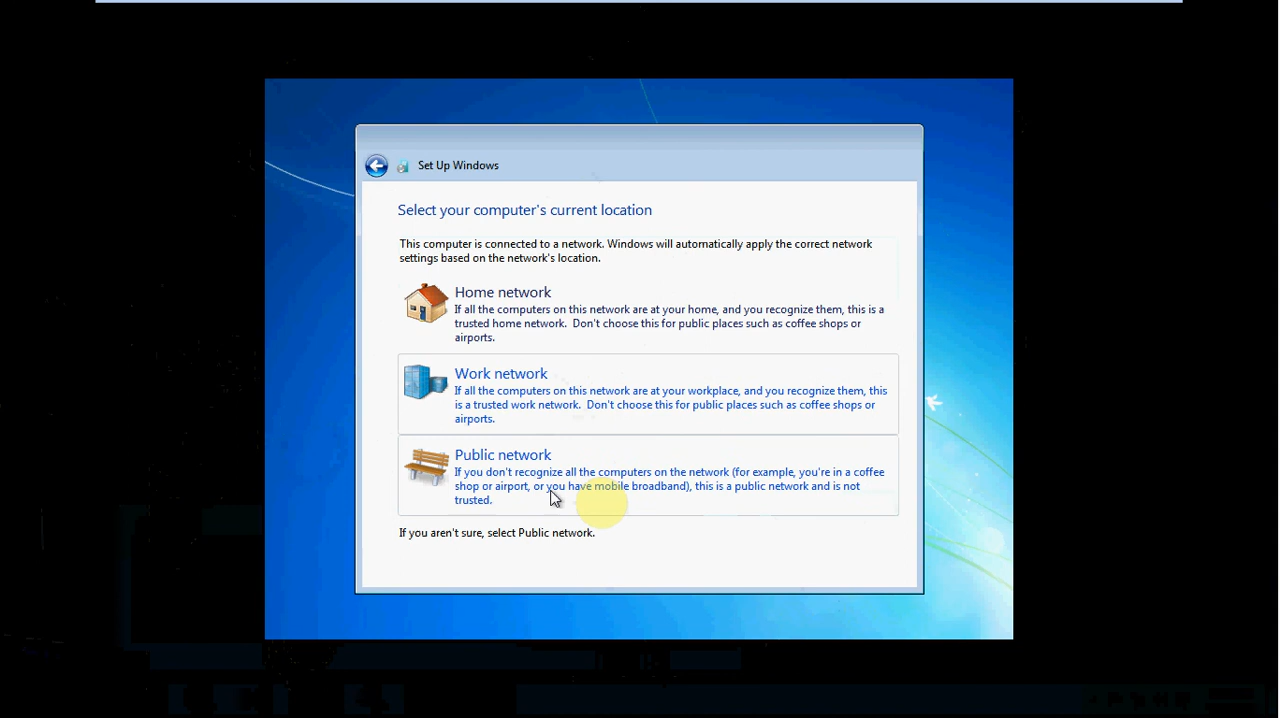 Set Up Windows
Select your computer's current location
This computer is connected to a network. Windows will automatically apply the correct network
settings based on the network's location.
Home network
If all the computers on this network are at your home, and you recognize them, this is a
trusted home network. Don't choose this for public places such as coffee shops or
airports.
Work network
If all the computers on this network are at your workplace, and you recognize them, this
is a trusted work network. Don't choose this for public places such as coffee shops or
airports.
Public network
If you don't recognize all the computers on the network (for example, you're in a coffee
shop or airport, or you have mobile broadband), this is a public network and is not
trusted.
If you aren't sure, select Public network.